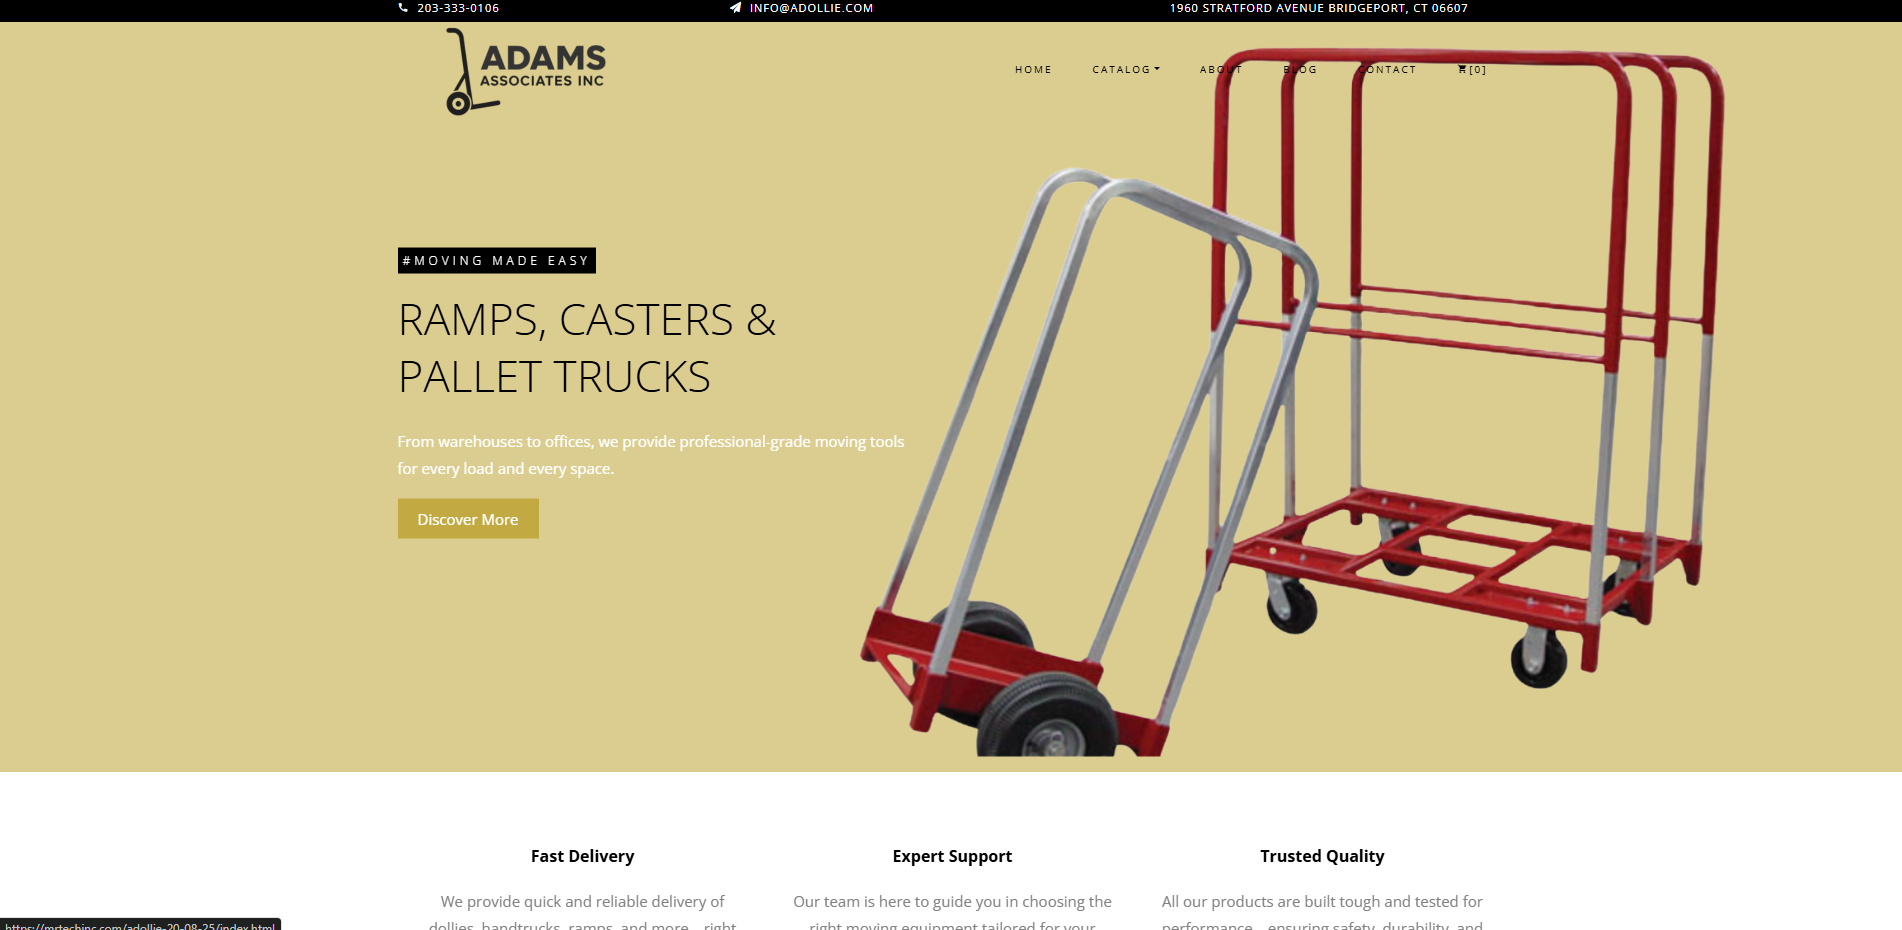 203-333-0106
INFO@ADOLLIE.COM
1960 STRATFORD AVENUE BRIDGEPORT, CT 06607
ADAMS
ASSOCIATES INC
HOME CATALOG ABOUT BLOG CONTACT [0]
#MOVING MADE EASY
RAMPS, CASTERS &
PALLET TRUCKS
From warehouses to offices, we provide professional-grade moving tools
for every load and every space.
Discover More
Fast Delivery
We provide quick and reliable delivery of
dollies, handtrucks, ramps, and more—right
Expert Support
Our team is here to guide you in choosing the
right moving equipment tailored for your
Trusted Quality
All our products are built tough and tested for
performance—ensuring safety, durability, and
https://mrtechinc.com/adollie-20-08-25/index.html